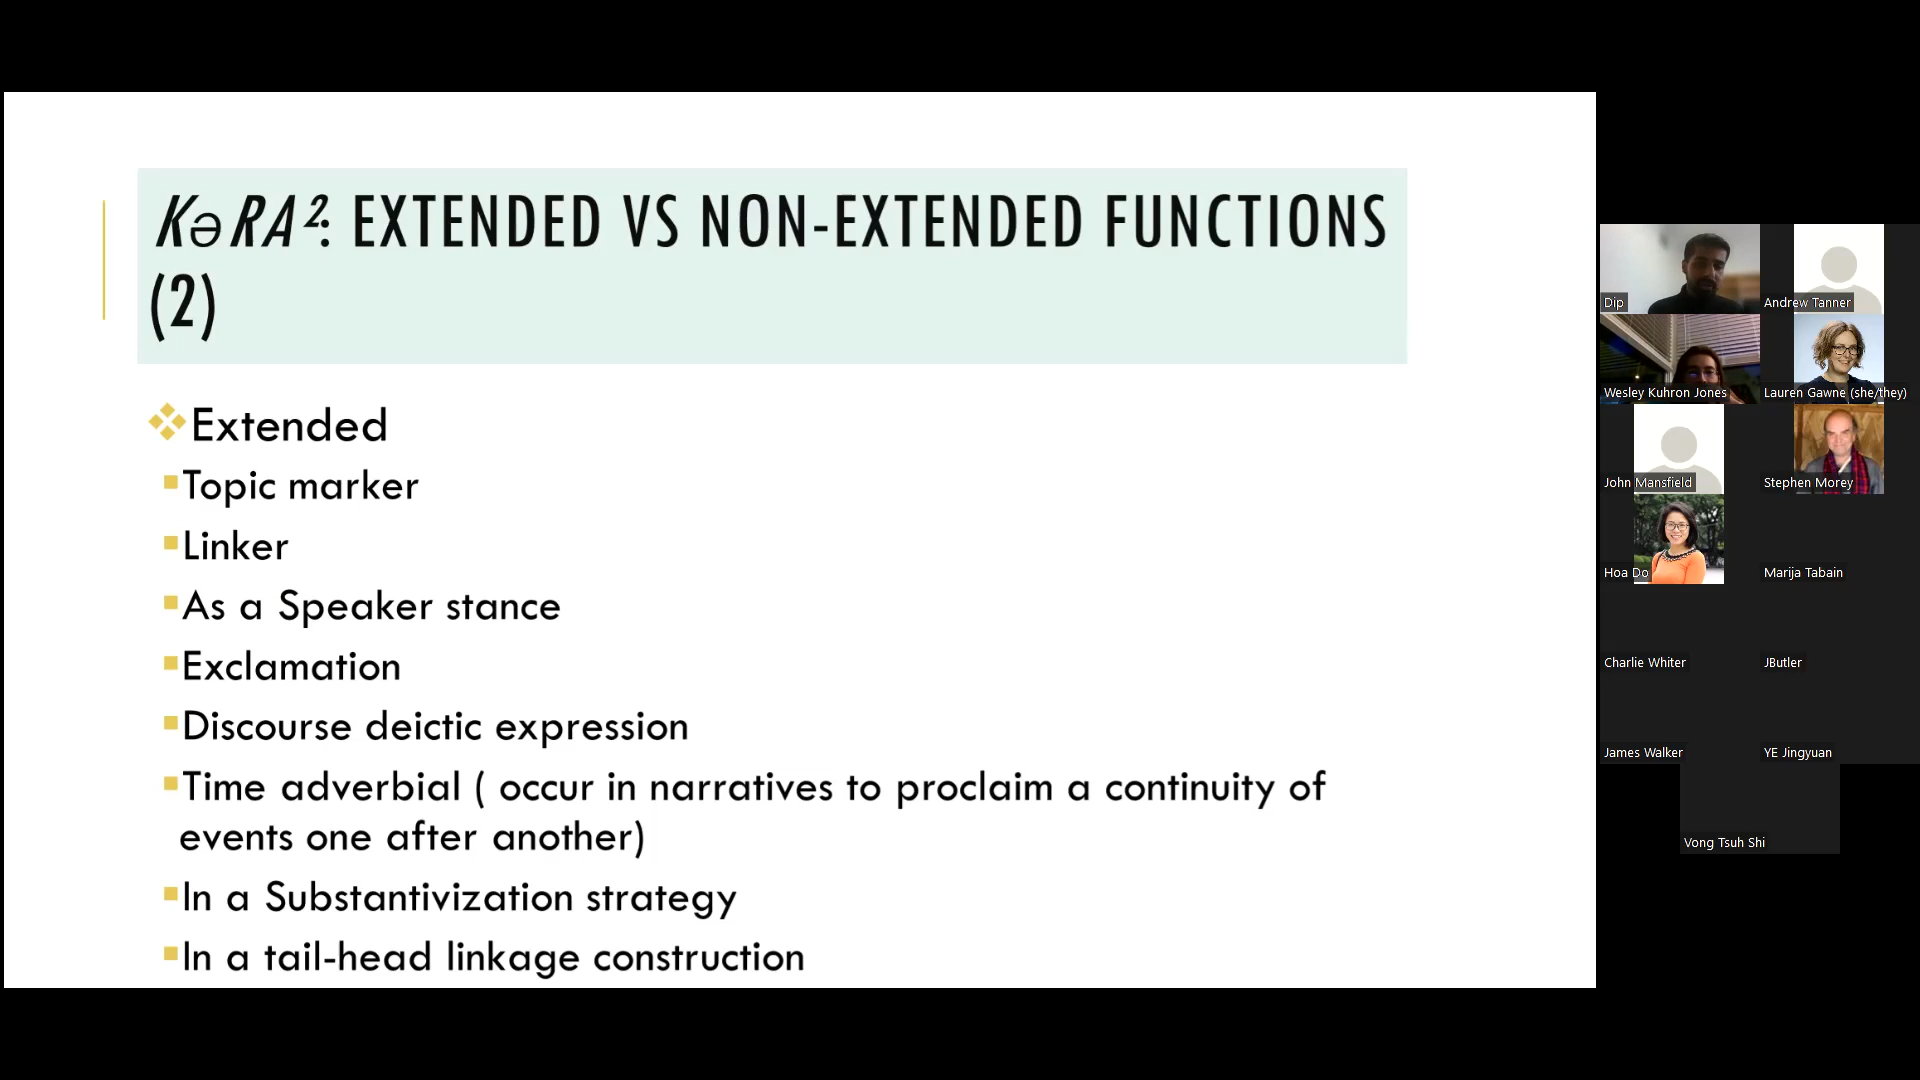 Kə RA²: EXTENDED VS NON-EXTENDED FUNCTIONS
(2)
Extended
Topic marker
Linker
As a Speaker stance
Exclamation
Discourse deictic expression
Time adverbial ( occur in narratives to proclaim a continuity of
events one after another)
In a Substantivization strategy
In a tail-head linkage construction
Dip
Andrew Tanner
Wesley Kuhron Jones
Lauren Gawne (she/they)
John Mansfield
Stephen Morey
Hoa Do
Marija Tabain
Charlie Whiter
JButler
James Walker
YE Jingyuan
Vong Tsuh Shi